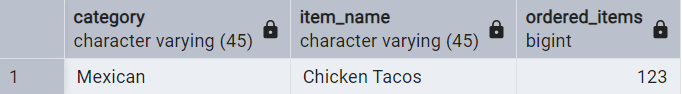 category item_name ordered_items
character varying (45) character varying (45) bigint
1 Mexican Chicken Tacos 123